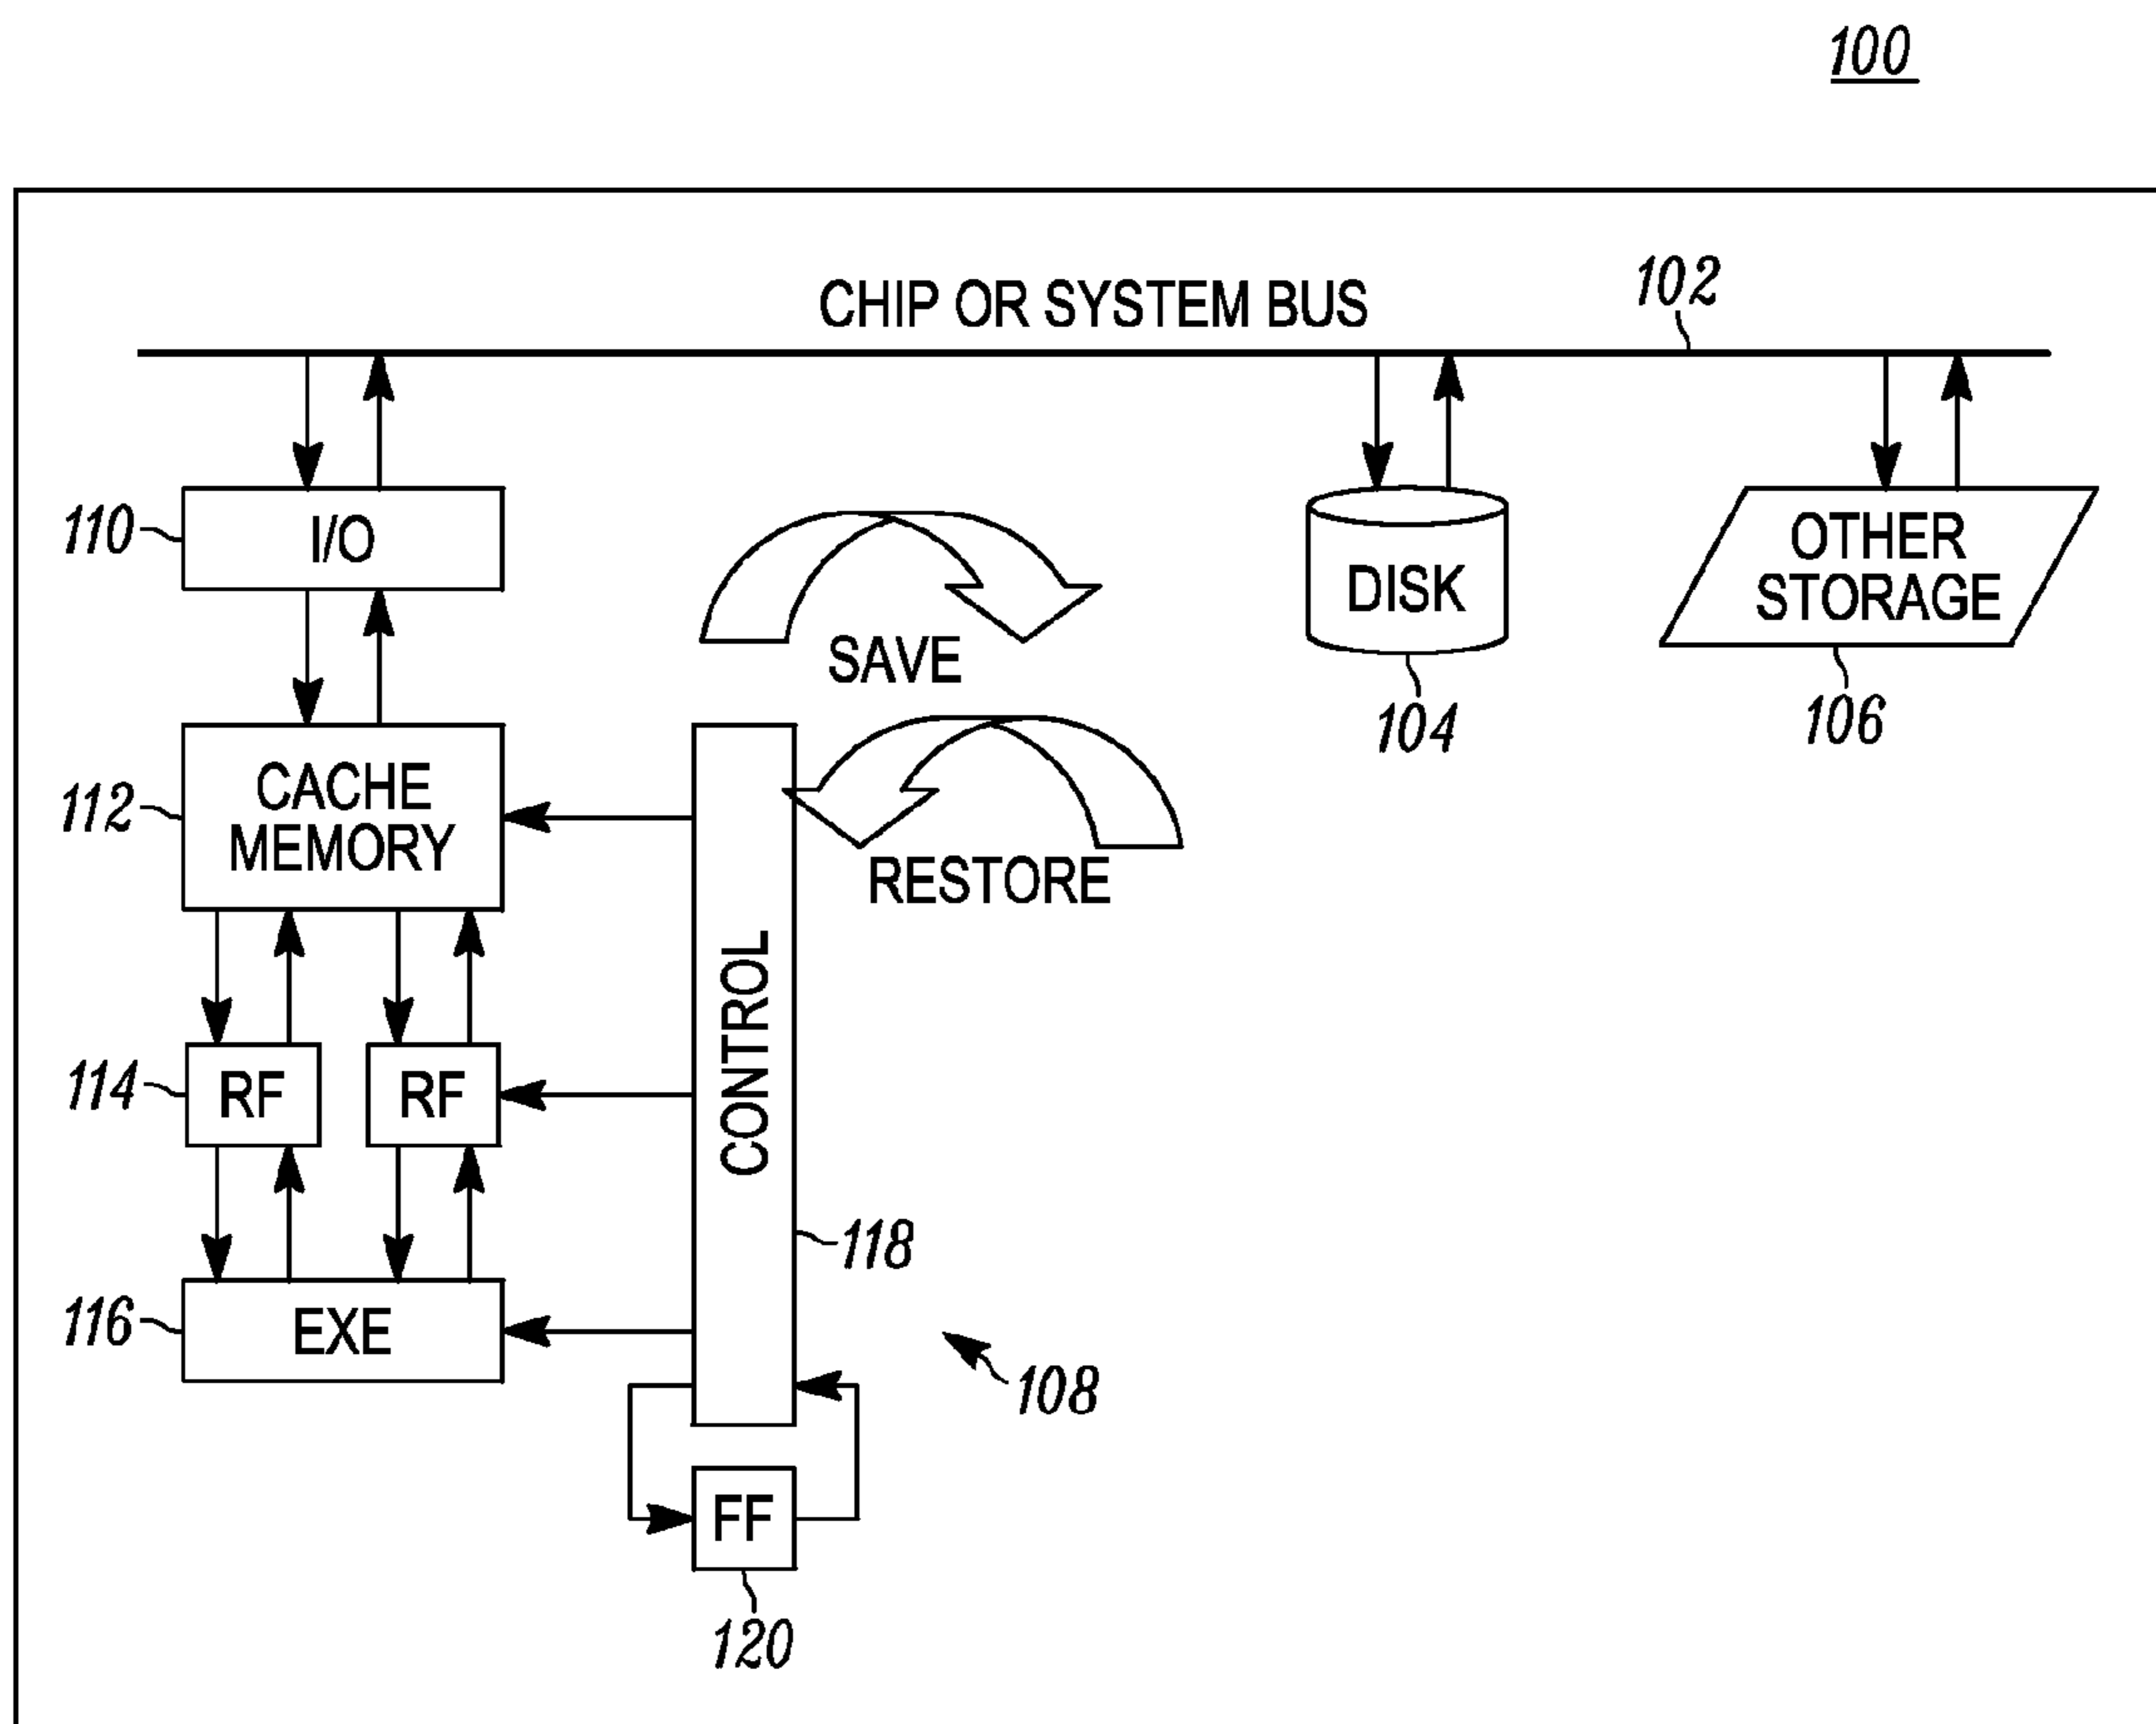 100
CHIP OR SYSTEM BUS
102
110
I/O
DISK
OTHER
STORAGE
SAVE
104
106
112
CACHE
MEMORY
RESTORE
CONTROL
114
RF
RF
118
116
EXE
108
FF
120